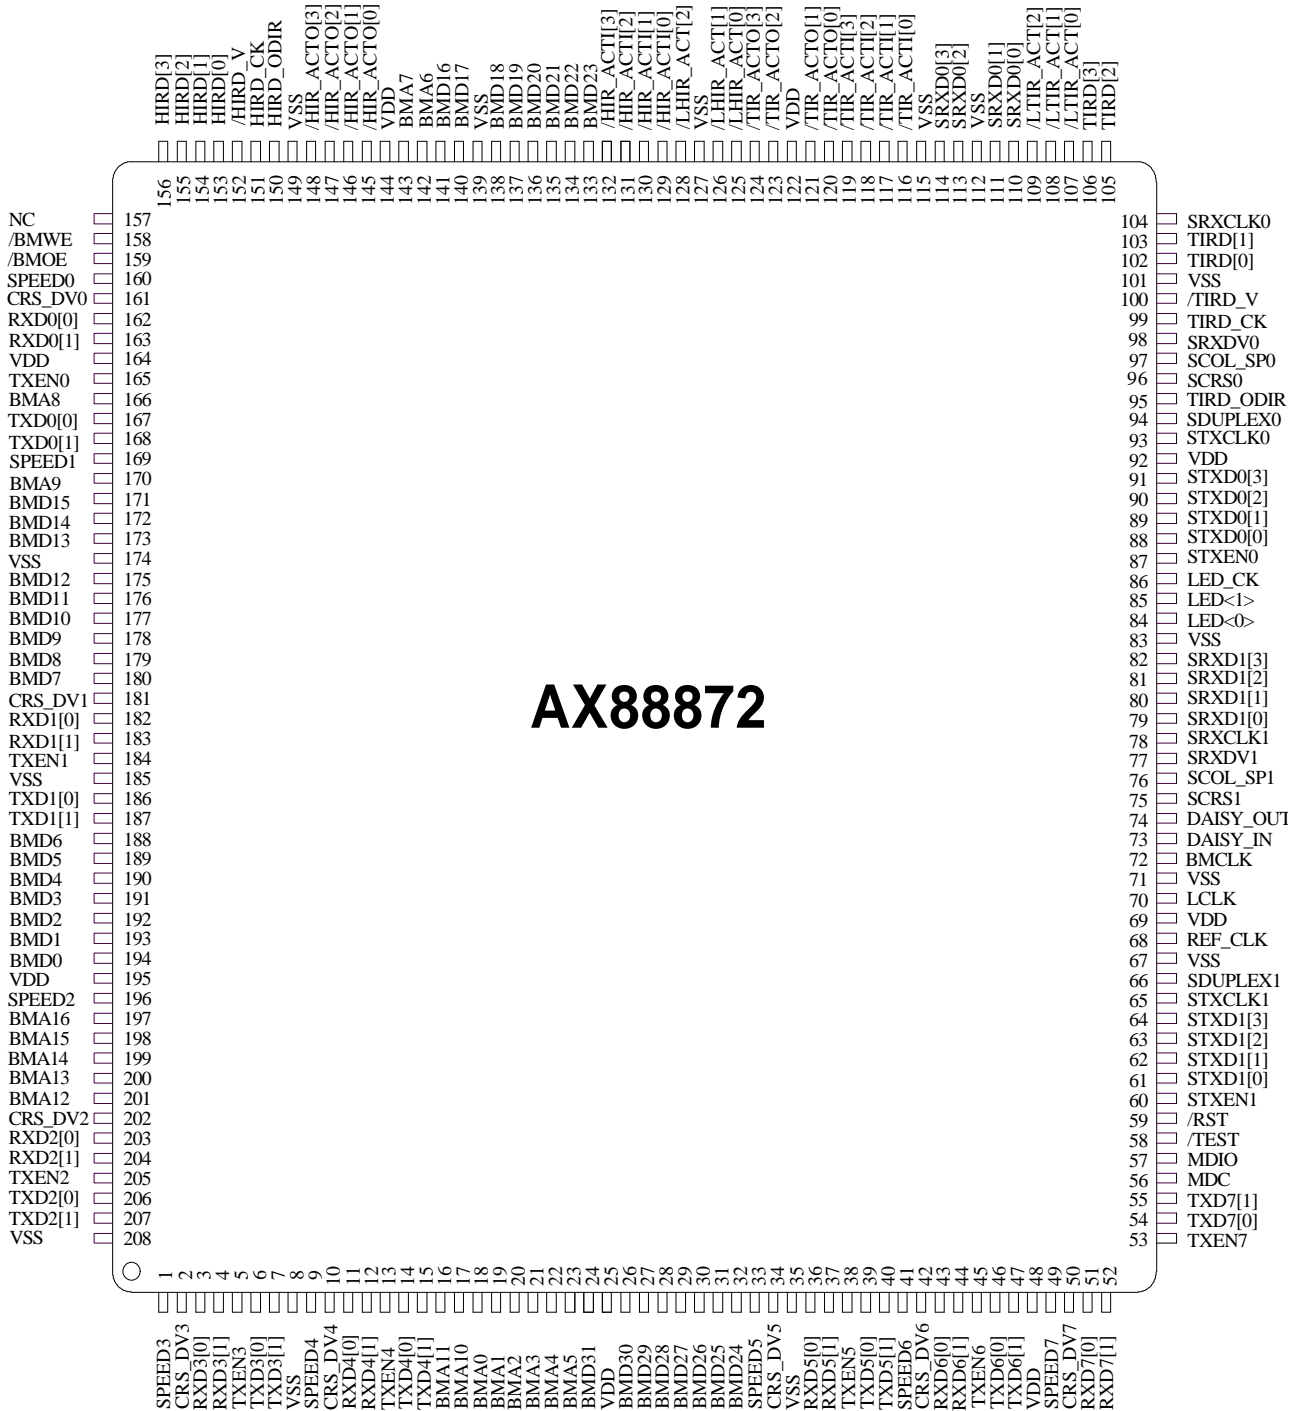 HIRD[3] HIRD[2] HIRD[1] HIRD[0] /HIRD_V HIRD_CK HIRD_ODIR VSS /HIR_ACTO[3] /HIR_ACTO[2] /HIR_ACTO[1] /HIR_ACTO[0] VDD BMA7 BMA6 BMD16 BMD17 VSS BMD18 BMD19 BMD20 BMD21 BMD22 BMD23 /HIR_ACTI[3] /HIR_ACTI[2] /HIR_ACTI[1] /HIR_ACTI[0] /LHIR_ACT[2] VSS /LHIR_ACT[1] /LHIR_ACT[0] /TIR_ACTO[3] /TIR_ACTO[2] VDD /TIR_ACTO[1] /TIR_ACTO[0] /TIR_ACTI[3] /TIR_ACTI[2] /TIR_ACTI[1] /TIR_ACTI[0] VSS SRXD0[3] SRXD0[2] VSS SRXD0[1] SRXD0[0] /LTIR_ACT[2] /LTIR_ACT[1] /LTIR_ACT[0] TIRD[3] TIRD[2]
156 155 154 153 152 151 150 149 148 147 146 145 144 143 142 141 140 139 138 137 136 135 134 133 132 131 130 129 128 127 126 125 124 123 122 121 120 119 118 117 116 115 114 113 112 111 110 109 108 107 106 105
NC 157 104 SRXCLK0
/BMWE 158 103 TIRD[1]
/BMOE 159 102 TIRD[0]
SPEED0 160 101 VSS
CRS_DV0 161 100 /TIRD_V
RXD0[0] 162 99 TIRD_CK
RXD0[1] 163 98 SRXDV0
VDD 164 97 SCOL_SP0
TXEN0 165 96 SCRS0
BMA8 166 95 TIRD_ODIR
TXD0[0] 167 94 SDUPLEX0
TXD0[1] 168 93 STXCLK0
SPEED1 169 92 VDD
BMA9 170 91 STXD0[3]
BMD15 171 90 STXD0[2]
BMD14 172 89 STXD0[1]
BMD13 173 88 STXD0[0]
VSS 174 87 STXEN0
BMD12 175 86 LED_CK
BMD11 176 85 LED<1>
BMD10 177 84 LED<0>
BMD9 178 83 VSS
BMD8 179 82 SRXD1[3]
BMD7 180 81 SRXD1[2]
CRS_DV1 181 80 SRXD1[1]
AX88872
RXD1[0] 182 79 SRXD1[0]
RXD1[1] 183 78 SRXCLK1
TXEN1 184 77 SRXDV1
VSS 185 76 SCOL_SP1
TXD1[0] 186 75 SCRS1
TXD1[1] 187 74 DAISY_OUT
BMD6 188 73 DAISY_IN
BMD5 189 72 BMCLK
BMD4 190 71 VSS
BMD3 191 70 LCLK
BMD2 192 69 VDD
BMD1 193 68 REF_CLK
BMD0 194 67 VSS
VDD 195 66 SDUPLEX1
SPEED2 196 65 STXCLK1
BMA16 197 64 STXD1[3]
BMA15 198 63 STXD1[2]
BMA14 199 62 STXD1[1]
BMA13 200 61 STXD1[0]
BMA12 201 60 STXEN1
CRS_DV2 202 59 /RST
RXD2[0] 203 58 /TEST
RXD2[1] 204 57 MDIO
TXEN2 205 56 MDC
TXD2[0] 206 55 TXD7[1]
TXD2[1] 207 54 TXD7[0]
VSS 208 53 TXEN7
1 2 3 4 5 6 7 8 9 10 11 12 13 14 15 16 17 18 19 20 21 22 23 24 25 26 27 28 29 30 31 32 33 34 35 36 37 38 39 40 41 42 43 44 45 46 47 48 49 50 51 52
SPEED3 CRS_DV3 RXD3[0] RXD3[1] TXEN3 TXD3[0] TXD3[1] VSS SPEED4 CRS_DV4 RXD4[0] RXD4[1] TXEN4 TXD4[0] TXD4[1] BMA11 BMA10 BMA0 BMA1 BMA2 BMA3 BMA4 BMA5 BMD31 VDD BMD30 BMD29 BMD28 BMD27 BMD26 BMD25 BMD24 SPEED5 CRS_DV5 VSS RXD5[0] RXD5[1] TXEN5 TXD5[0] TXD5[1] SPEED6 CRS_DV6 RXD6[0] RXD6[1] TXEN6 TXD6[0] TXD6[1] VDD SPEED7 CRS_DV7 RXD7[0] RXD7[1]